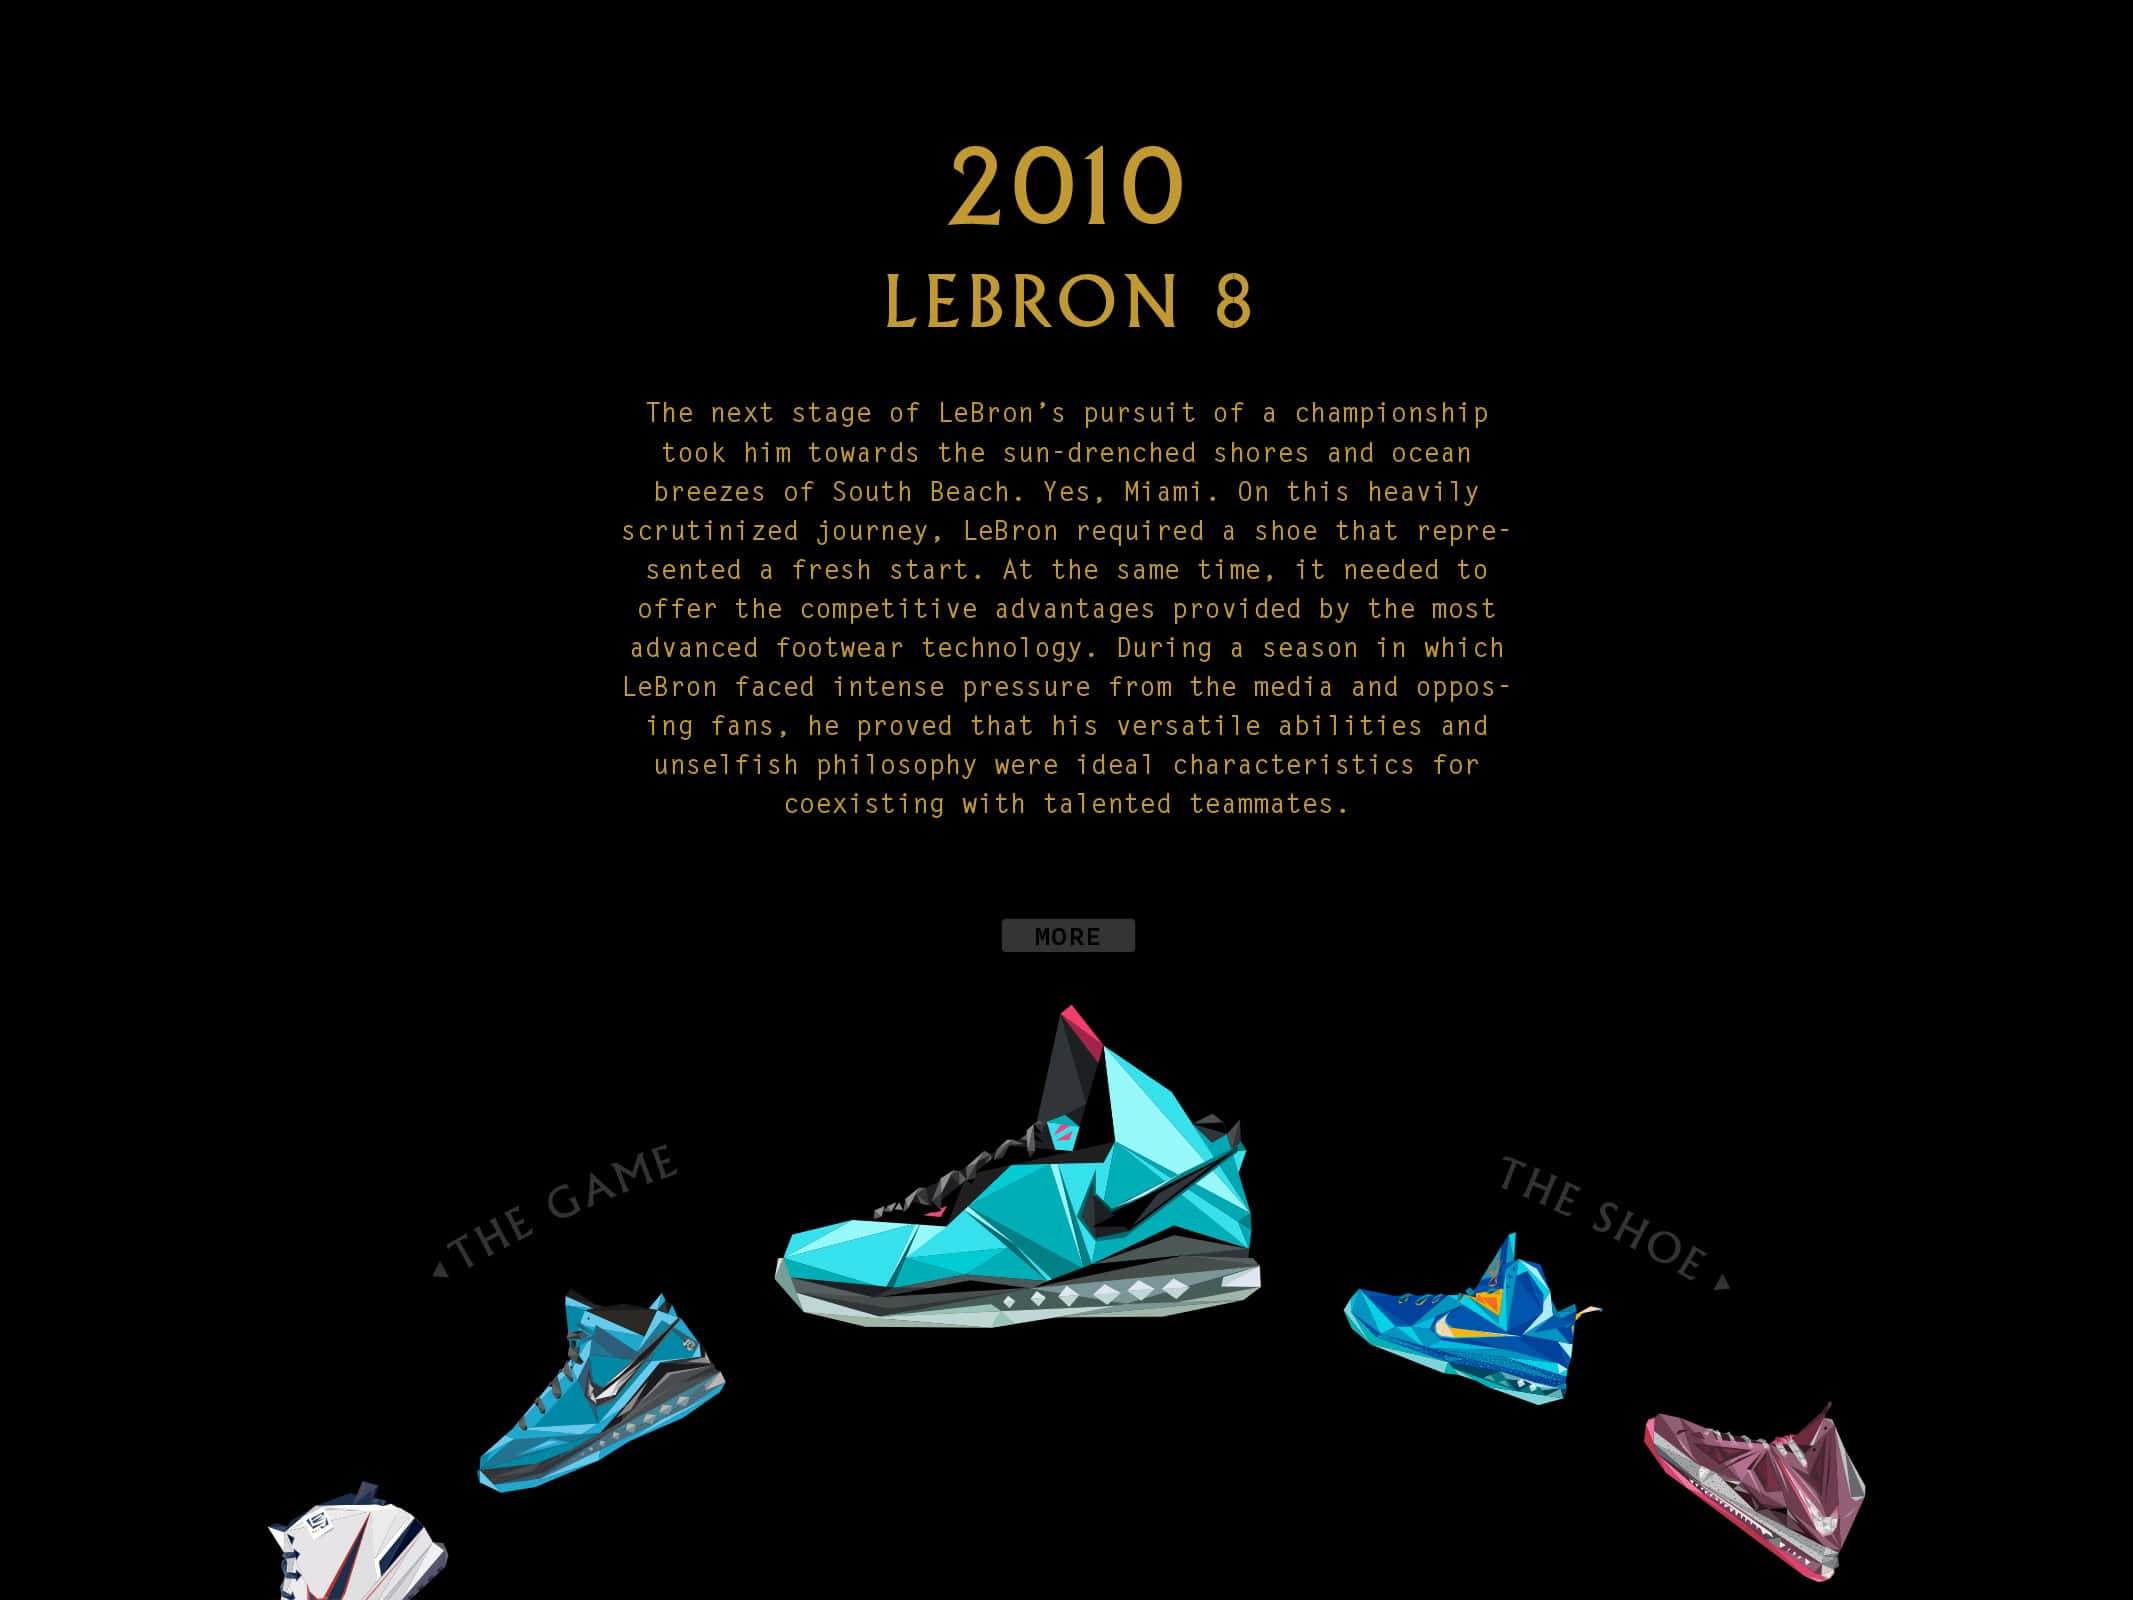 2010
LEBRON 8
The next stage of LeBron’s pursuit of a championship
took him towards the sun-drenched shores and ocean
breezes of South Beach. Yes, Miami. On this heavily
scrutinized journey, LeBron required a shoe that repre-
sented a fresh start. At the same time, it needed to
offer the competitive advantages provided by the most
advanced footwear technology. During a season in which
LeBron faced intense pressure from the media and oppos-
ing fans, he proved that his versatile abilities and
unselfish philosophy were ideal characteristics for
coexisting with talented teammates.
MORE
THE GAME
THE SHOE